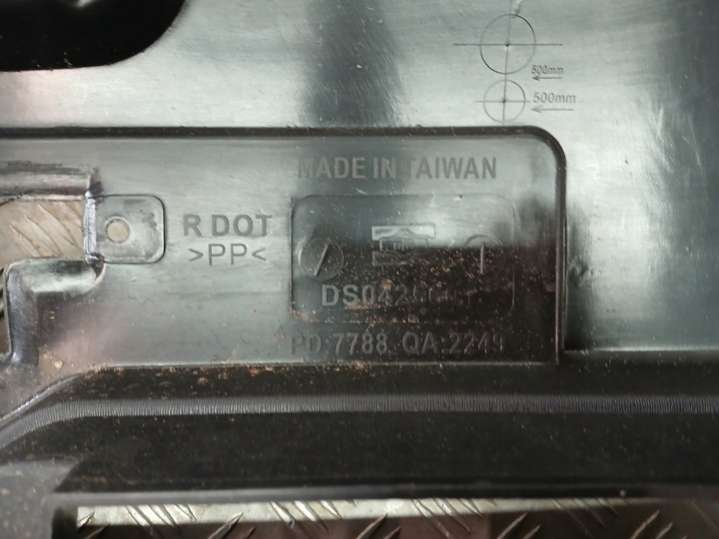 500mm
500mm
MADE IN TAIWAN
R DOT
>PP<
PD:7788 QA:2249